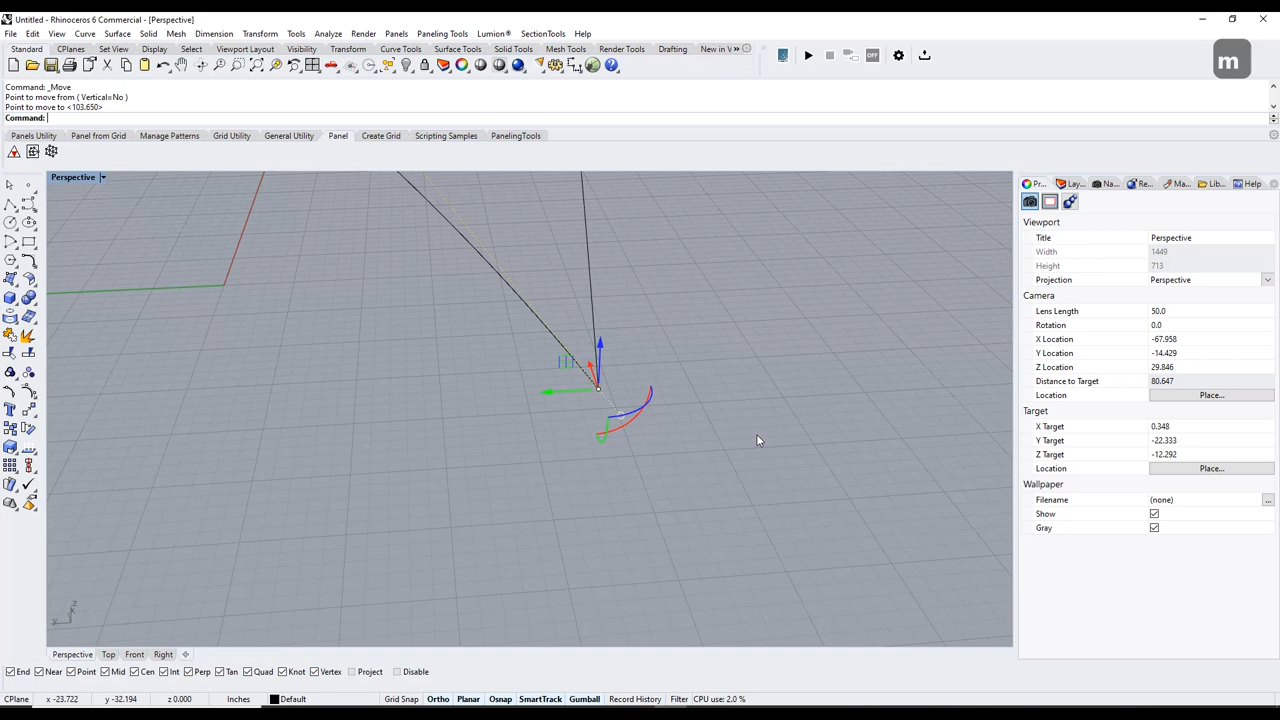 Untitled - Rhinoceros 6 Commercial - [Perspective]
File Edit View Curve Surface Solid Mesh Dimension Transform Tools Analyze Render Panels Paneling Tools Lumion® SectionTools Help
Standard CPlanes Set View Display Select Viewport Layout Visibility Transform Curve Tools Surface Tools Solid Tools Mesh Tools Render Tools Drafting New in V »
OFF
m
Command: _Move
Point to move from ( Vertical=No )
Point to move to <103.650>
Command:
Panels Utility Panel from Grid Manage Patterns Grid Utility General Utility Panel Create Grid Scripting Samples PanelingTools
Perspective
Pr... Lay... Na... Re... Ma... Lib... Help
Viewport
Title Perspective
Width 1449
Height 713
Projection Perspective
Camera
Lens Length 50.0
Rotation 0.0
X Location -67.958
Y Location -14.429
Z Location 29.846
Distance to Target 80.647
Location Place...
Target
X Target 0.348
Y Target -22.333
Z Target -12.292
Location Place...
Wallpaper
Filename (none) ...
Show
Gray
z
y x
Perspective Top Front Right
End Near Point Mid Cen Int Perp Tan Quad Knot Vertex Project Disable
CPlane x -23.722 y -32.194 z 0.000 Inches Default Grid Snap Ortho Planar Osnap SmartTrack Gumball Record History Filter CPU use: 2.0 %